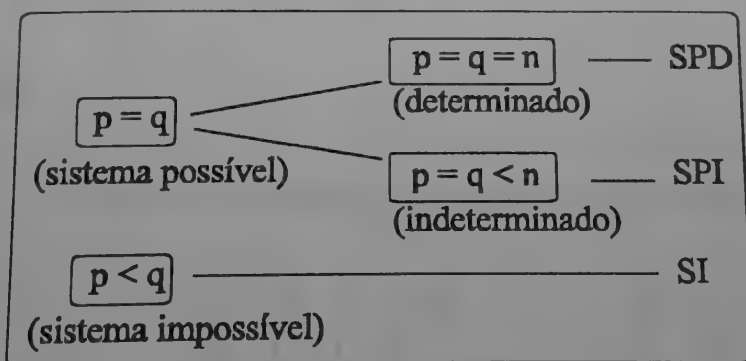 p = q = n SPD
(determinado)
p = q
(sistema possível)
p = q < n SPI
(indeterminado)
p < q SI
(sistema impossível)